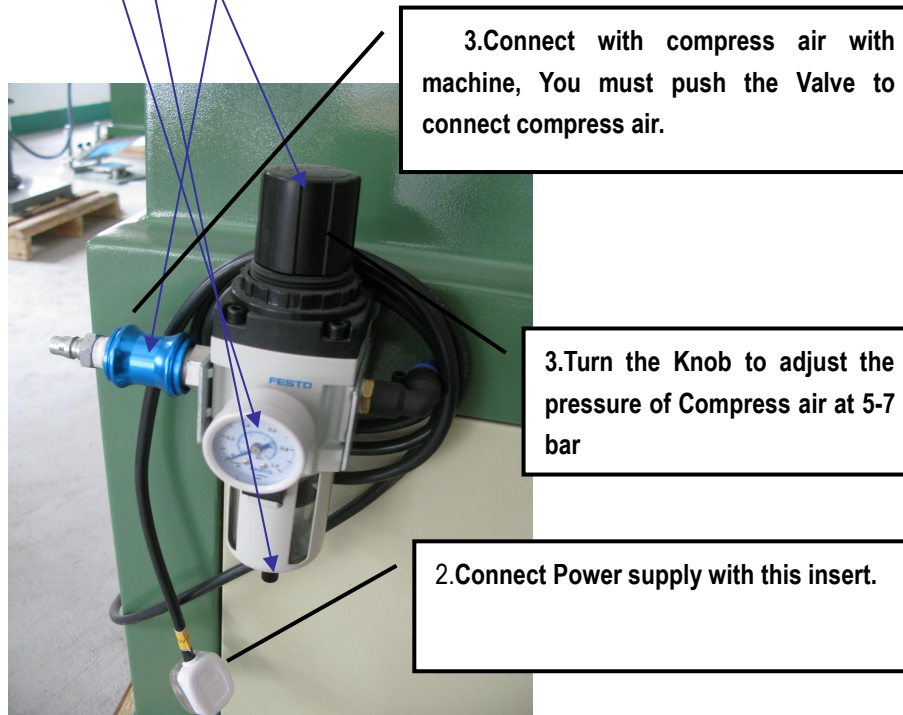 3.Connect with compress air with
machine, You must push the Valve to
connect compress air.
FESTO
3.Turn the Knob to adjust the
pressure of Compress air at 5-7
bar
2.Connect Power supply with this insert.